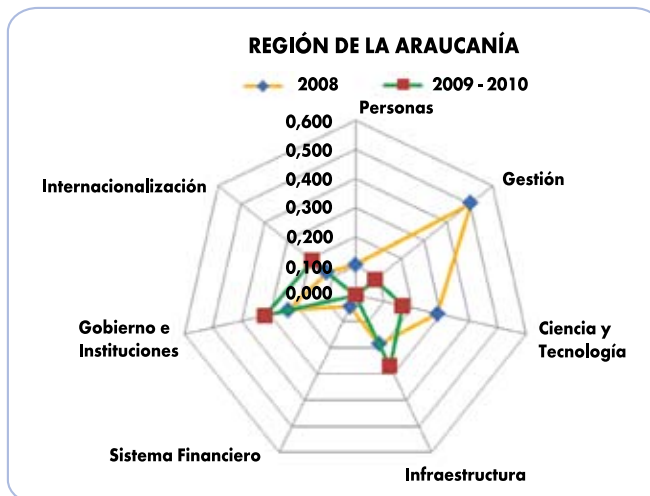 REGIÓN DE LA ARAUCANÍA
2008
2009 - 2010
Personas
0,600
0,500
0,400
0,300
0,200
0,100
0,000
Gestión
Internacionalización
Ciencia y
Tecnología
Gobierno e
Instituciones
Sistema Financiero
Infraestructura